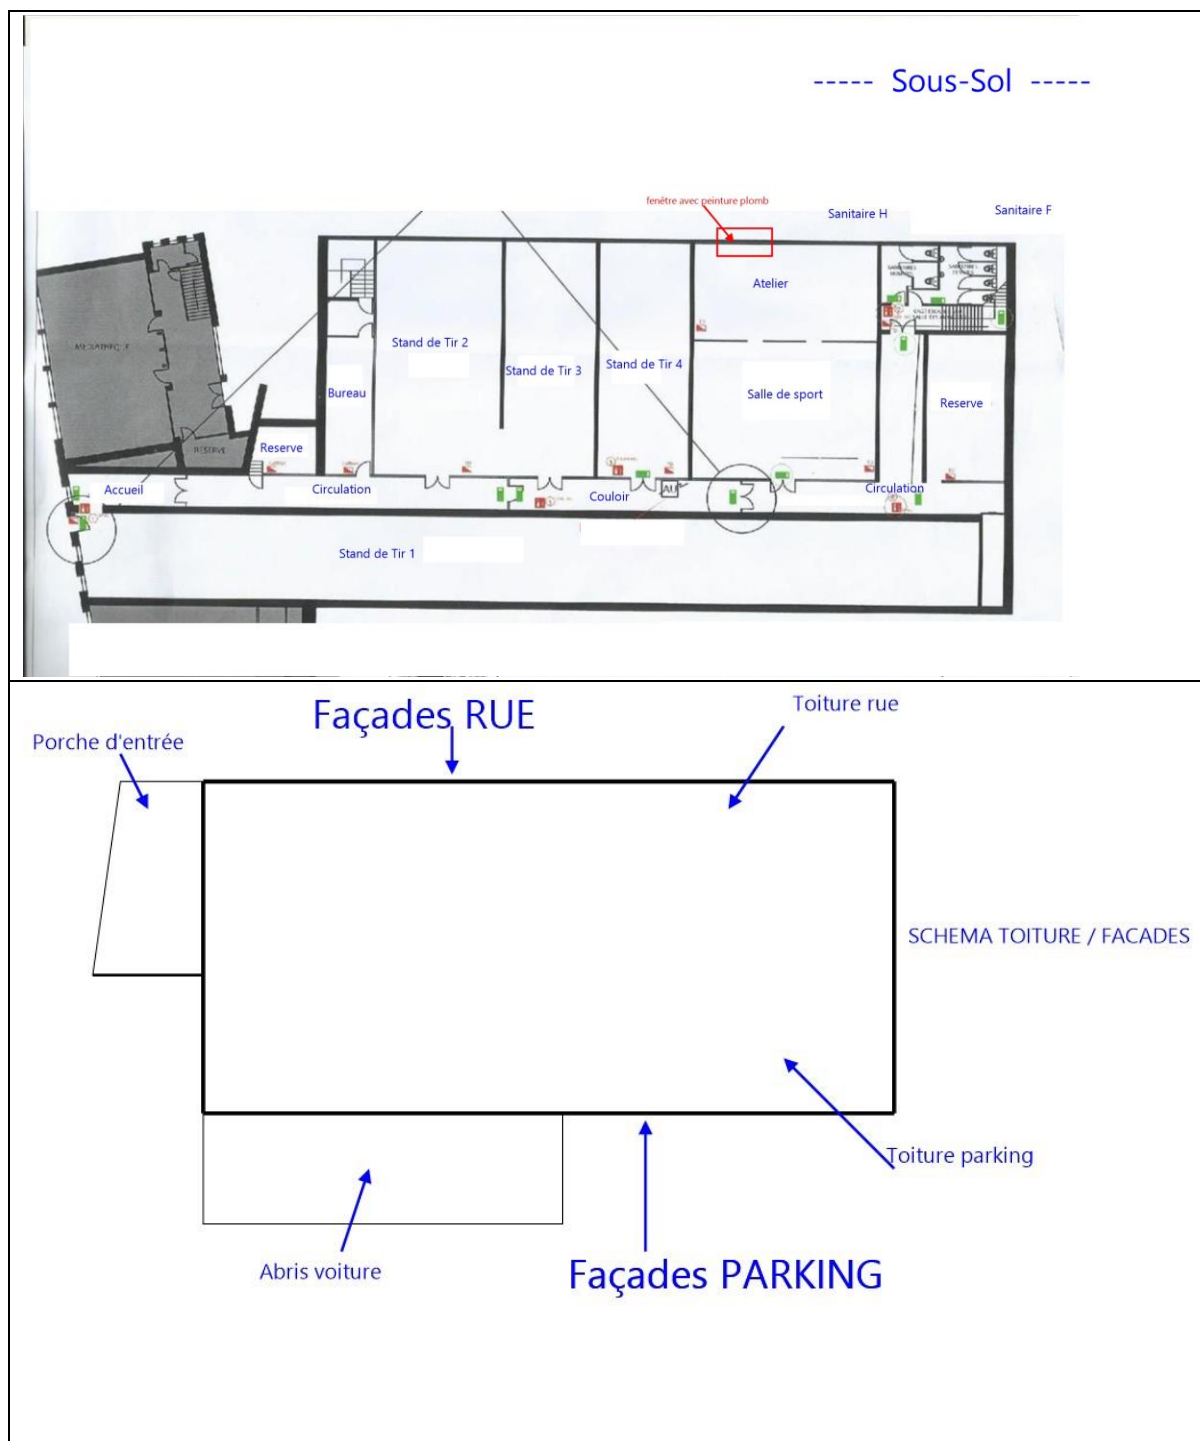 ----- Sous-Sol -----
fenêtre avec peinture plomb
Sanitaire H
Sanitaire F
Atelier
MEDIATHEQUE
Stand de Tir 2
Stand de Tir 3
Stand de Tir 4
Bureau
Salle de sport
Reserve
RESERVE
Reserve
Accueil
Circulation
Couloir
AU
Circulation
Stand de Tir 1
Façades RUE
Toiture rue
Porche d'entrée
SCHEMA TOITURE / FACADES
Toiture parking
Abris voiture
Façades PARKING